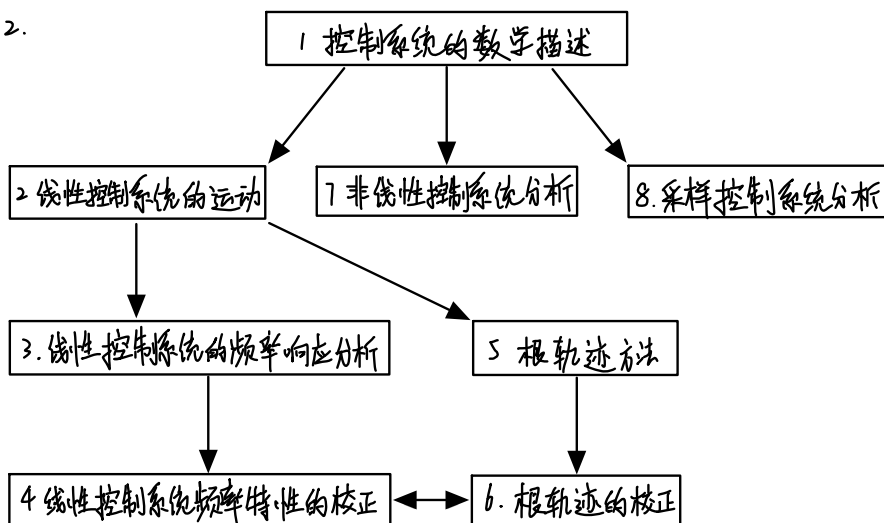 2.
1 控制系统的数学描述
2 线性控制系统的运动
7 非线性控制系统分析
8.采样控制系统分析
3.线性控制系统的频率响应分析
5 根轨迹方法
4 线性控制系统频率特性的校正
6.根轨迹的校正